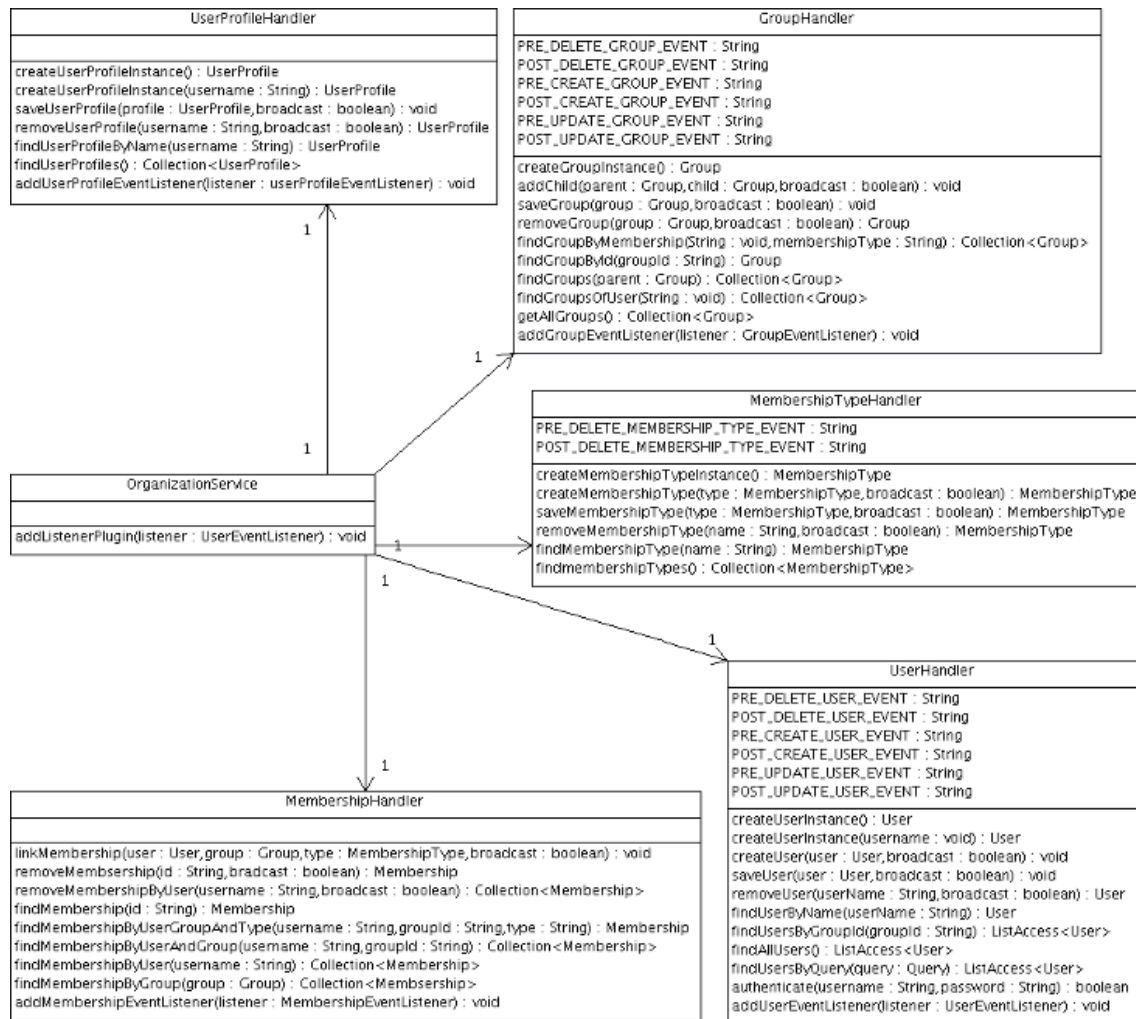 UserProfileHandler
createUserProfileInstance() : UserProfile
createUserProfileInstance(username : String) : UserProfile
saveUserProfile(profile : UserProfile,broadcast : boolean) : void
removeUserProfile(username : String,broadcast : boolean) : UserProfile
findUserProfileByName(username : String) : UserProfile
findUserProfiles() : Collection<UserProfile>
addUserProfileEventListener(listener : userProfileEventListener) : void
GroupHandler
PRE_DELETE_GROUP_EVENT : String
POST_DELETE_GROUP_EVENT : String
PRE_CREATE_GROUP_EVENT : String
POST_CREATE_GROUP_EVENT : String
PRE_UPDATE_GROUP_EVENT : String
POST_UPDATE_GROUP_EVENT : String
createGroupInstance() : Group
addChild(parent : Group,child : Group,broadcast : boolean) : void
saveGroup(group : Group,broadcast : boolean) : void
removeGroup(group : Group,broadcast : boolean) : Group
findGroupByMembership(String : void,membershipType : String) : Collection<Group>
findGroupById(groupId : String) : Group
findGroups(parent : Group) : Collection<Group>
findGroupsOfUser(String : void) : Collection<Group>
getAllGroups() : Collection<Group>
addGroupEventListener(listener : GroupEventListener) : void
1
1
1
MembershipTypeHandler
PRE_DELETE_MEMBERSHIP_TYPE_EVENT : String
POST_DELETE_MEMBERSHIP_TYPE_EVENT : String
createMembershipTypeInstance() : MembershipType
createMembershipType(type : MembershipType,broadcast : boolean) : MembershipType
saveMembershipType(type : MembershipType,broadcast : boolean) : MembershipType
removeMembershipType(name : String,broadcast : boolean) : MembershipType
findMembershipType(name : String) : MembershipType
findmembershipTypes() : Collection<MembershipType>
OrganizationService
addListenerPlugin(listener : UserEventListener) : void
1
1
1
1
UserHandler
PRE_DELETE_USER_EVENT : String
POST_DELETE_USER_EVENT : String
PRE_CREATE_USER_EVENT : String
POST_CREATE_USER_EVENT : String
PRE_UPDATE_USER_EVENT : String
POST_UPDATE_USER_EVENT : String
createUserInstance() : User
createUserInstance(username : void) : User
createUser(user : User,broadcast : boolean) : void
saveUser(user : User,broadcast : boolean) : void
removeUser(userName : String,broadcast : boolean) : User
findUserByName(userName : String) : User
findUsersByGroupId(groupId : String) : ListAccess<User>
findAllUsers() : ListAccess<User>
findUsersByQuery(query : Query) : ListAccess<User>
authenticate(username : String,password : String) : boolean
addUserEventListener(listener : UserEventListener) : void
MembershipHandler
linkMembership(user : User,group : Group,type : MembershipType,broadcast : boolean) : void
removeMembsership(id : String,bradcast : boolean) : Membership
removeMembershipByUser(username : String,broadcast : boolean) : Collection<Membership>
findMembership(id : String) : Membership
findMembershipByUserGroupAndType(username : String,groupId : String,type : String) : Membership
findMembershipByUserAndGroup(username : String,groupId : String) : Collection<Membership>
findMembershipByUser(username : String) : Collection<Membership>
findMembershipByGroup(group : Group) : Collection<Membsership>
addMembershipEventListener(listener : MembershipEventListener) : void